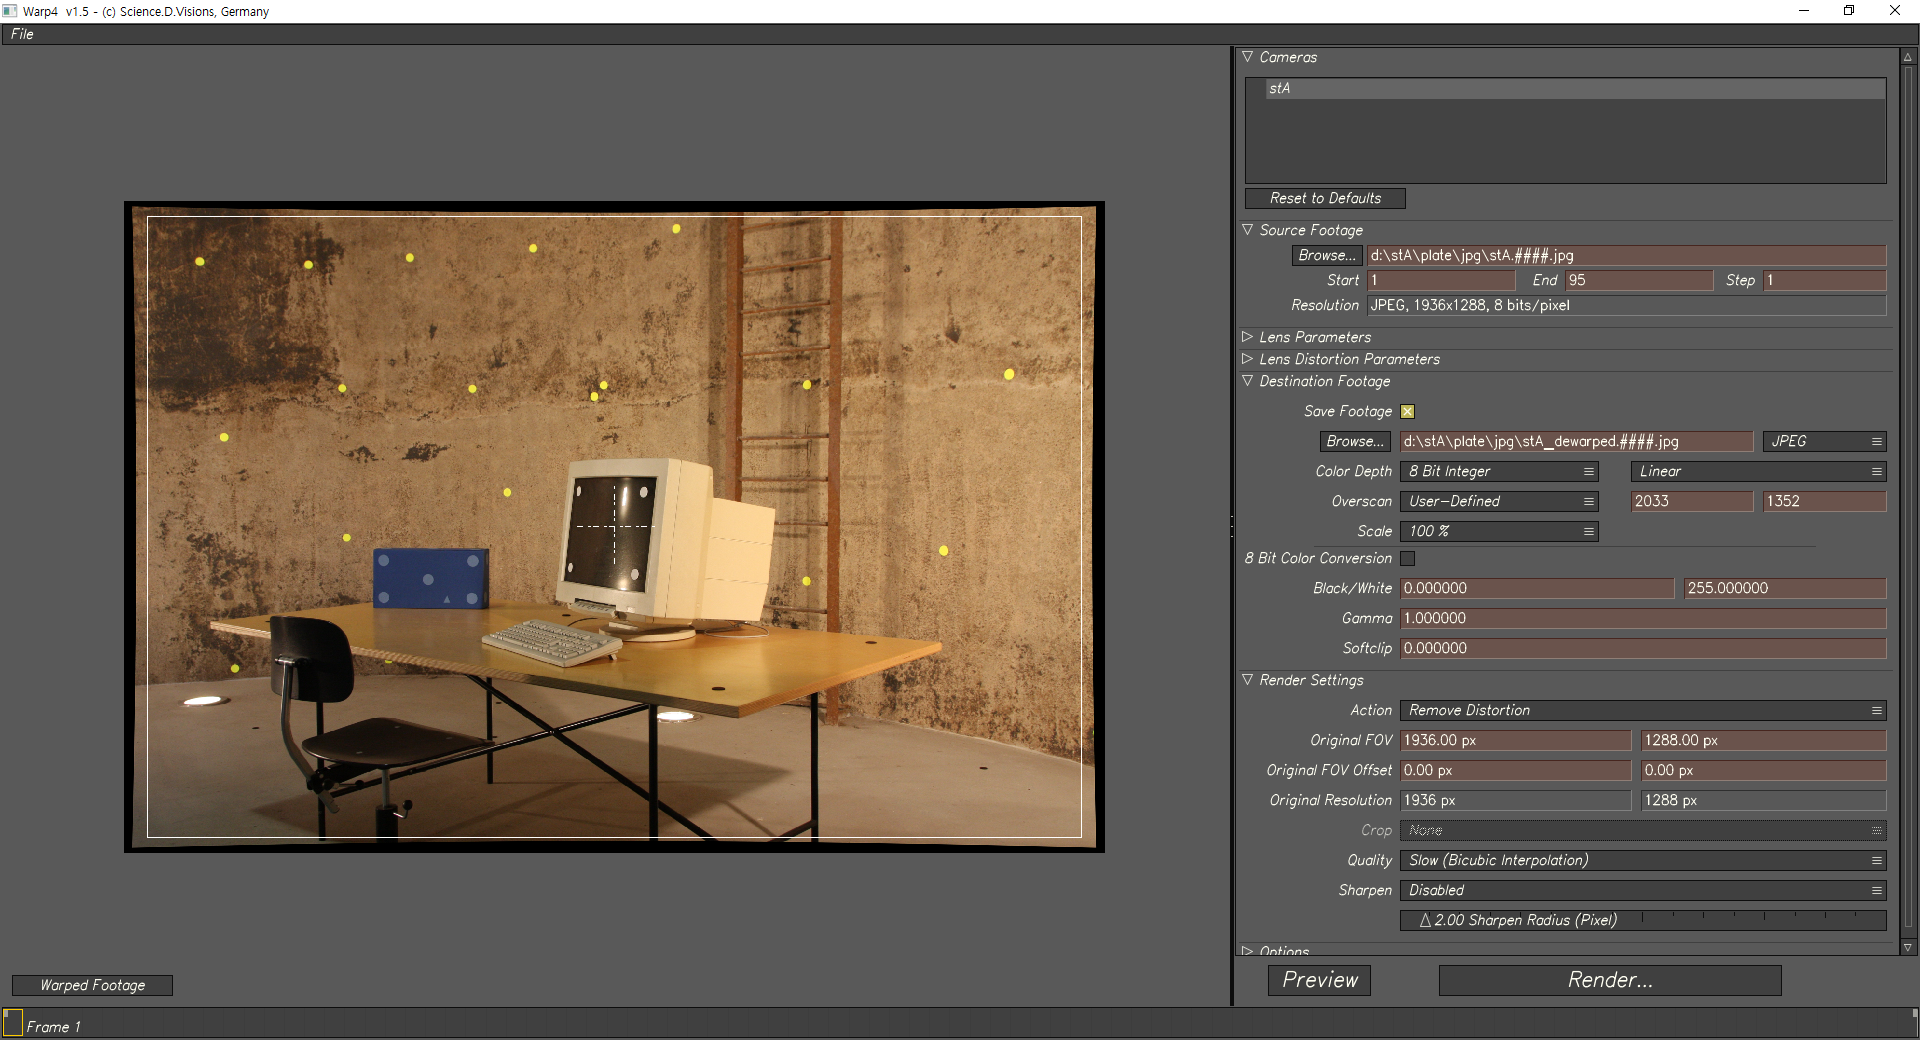 Warp4 v1.5 - (c) Science.D.Visions, Germany
File
Cameras
stA
Reset to Defaults
Source Footage
Browse... d:\stA\plate\jpg\stA.####.jpg
Start 1 End 95 Step 1
Resolution JPEG, 1936x1288, 8 bits/pixel
Lens Parameters
Lens Distortion Parameters
Destination Footage
Save Footage
Browse... d:\stA\plate\jpg\stA_dewarped.####.jpg JPEG
Color Depth 8 Bit Integer Linear
Overscan User-Defined 2033 1352
Scale 100 %
8 Bit Color Conversion
Black/White 0.000000 255.000000
Gamma 1.000000
Softclip 0.000000
Render Settings
Action Remove Distortion
Original FOV 1936.00 px 1288.00 px
Original FOV Offset 0.00 px 0.00 px
Original Resolution 1936 px 1288 px
Crop None
Quality Slow (Bicubic Interpolation)
Sharpen Disabled
2.00 Sharpen Radius (Pixel)
Options
Preview Render...
Warped Footage
Frame 1